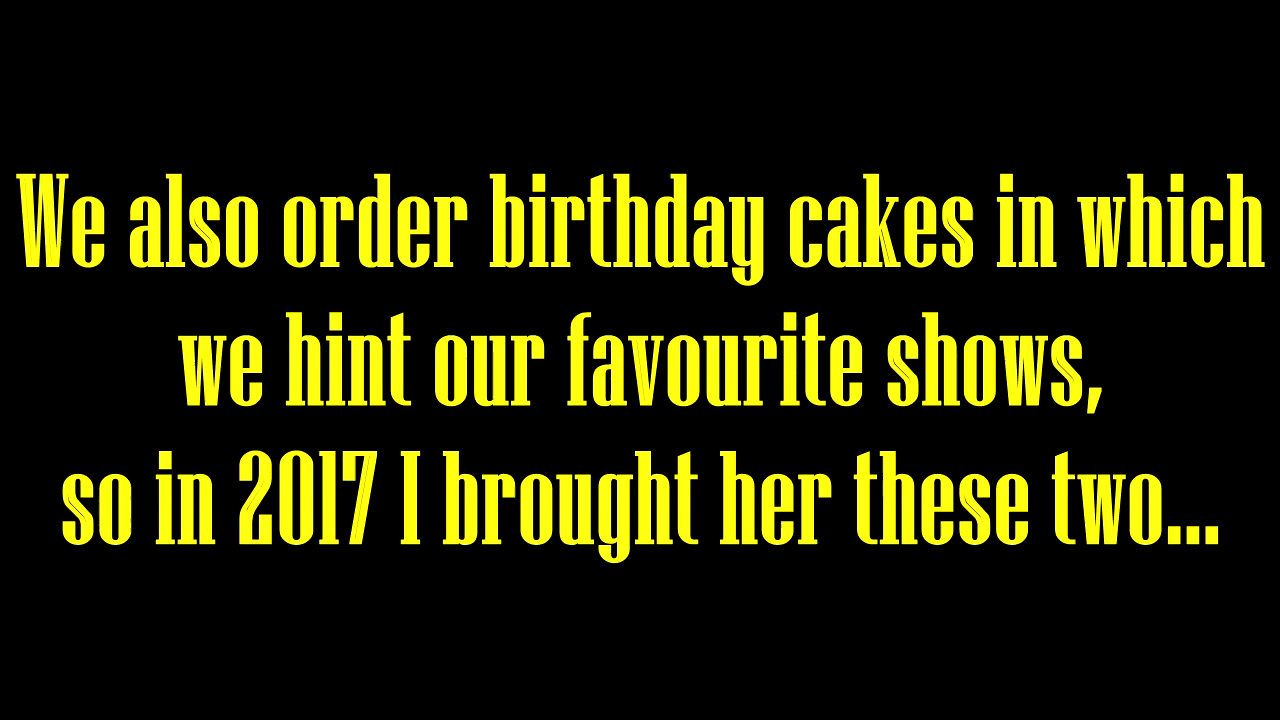 We also order birthday cakes in which
we hint our favourite shows,
so in 2017 I brought her these two...